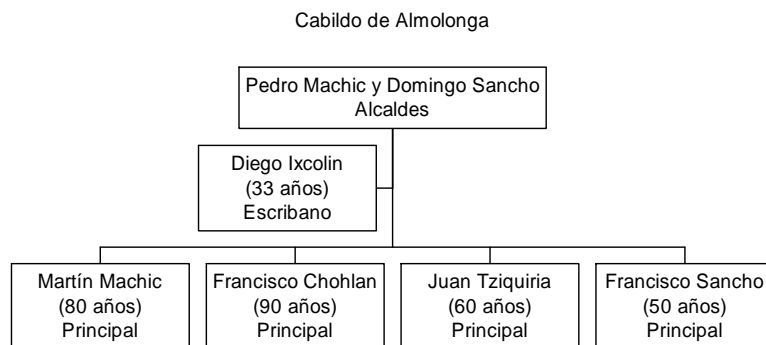 Cabildo de Almolonga
Pedro Machic y Domingo Sancho
Alcaldes
Diego Ixcolin
(33 años)
Escribano
Martín Machic
(80 años)
Principal
Francisco Chohlan
(90 años)
Principal
Juan Tziquiria
(60 años)
Principal
Francisco Sancho
(50 años)
Principal